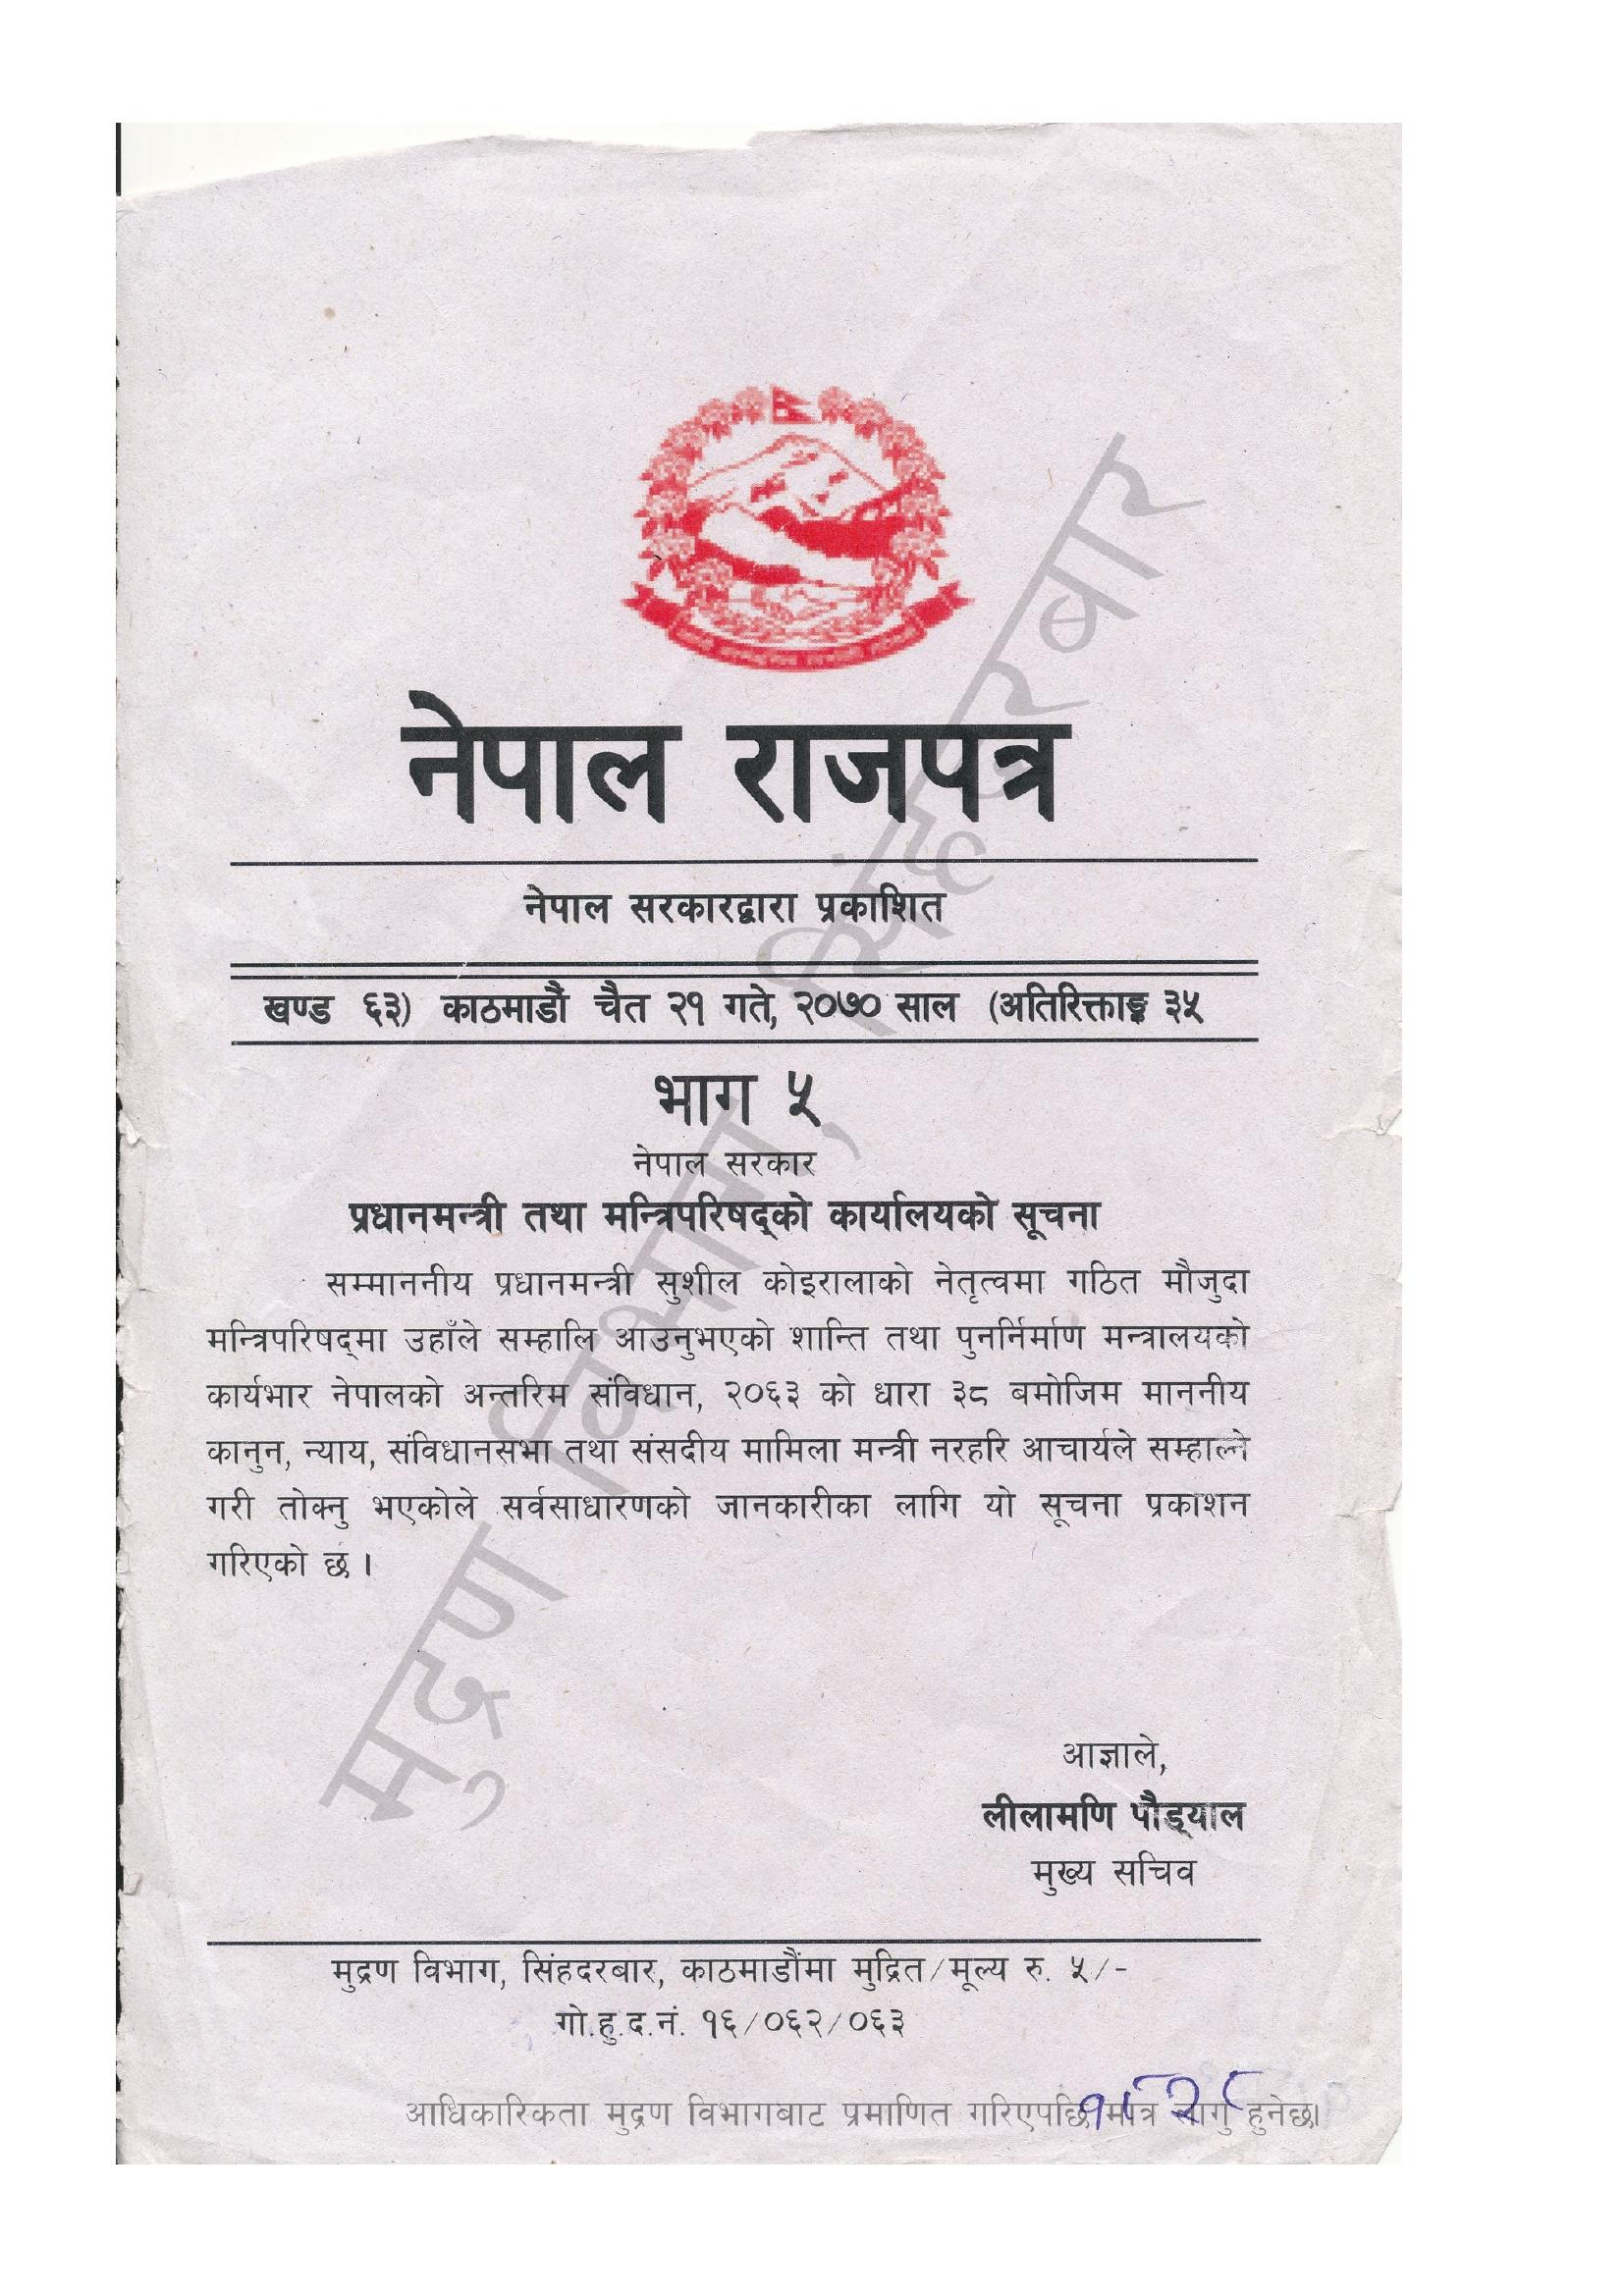 नेपाल राजपत्र
नेपाल सरकारद्वारा प्रकाशित
खण्ड ६३) काठमाडौं चैत २१ गते, २०७० साल (अतिरिक्ताङ्क ३५
भाग ५
नेपाल सरकार
प्रधानमन्त्री तथा मन्त्रिपरिषद्को कार्यालयको सूचना
सम्माननीय प्रधानमन्त्री सुशील कोइरालाको नेतृत्वमा गठित मौजुदा
मन्त्रिपरिषद्मा उहाँले सम्हालि आउनुभएको शान्ति तथा पुनर्निर्माण मन्त्रालयको
कार्यभार नेपालको अन्तरिम संविधान, २०६३ को धारा ३८ बमोजिम माननीय
कानुन, न्याय, संविधानसभा तथा संसदीय मामिला मन्त्री नरहरि आचार्यले सम्हाल्ने
गरी तोक्नु भएकोले सर्वसाधारणको जानकारीका लागि यो सूचना प्रकाशन
गरिएको छ ।
आज्ञाले,
लीलामणि पौड्याल
मुख्य सचिव
मुद्रण विभाग, सिंहदरबार, काठमाडौंमा मुद्रित/मूल्य रु. ५/-
गो.हु.द.नं. १६/०६२/०६३
आधिकारिकता मुद्रण विभागबाट प्रमाणित गरिएपछि मात्र लागु हुनेछ।
मुद्रण विभाग, सिंहदरबार